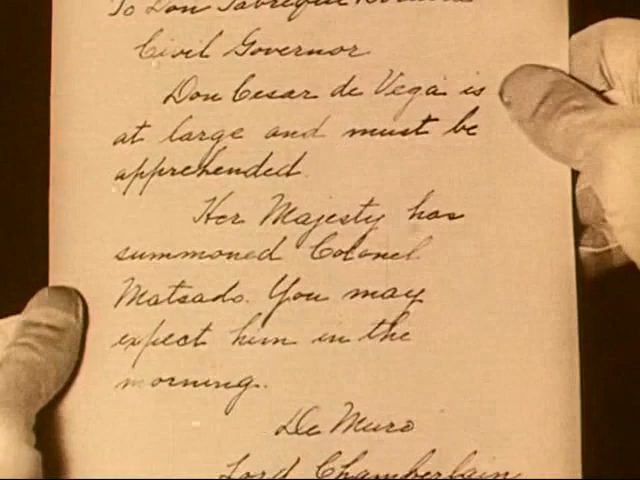 To Don
Civil Governor
Don Cesar de Vega is
at large and must be
apprehended.
Her Majesty has
summoned Colonel
Matsado. You may
expect him in the
morning.
De Muro
Lord Chamberlain